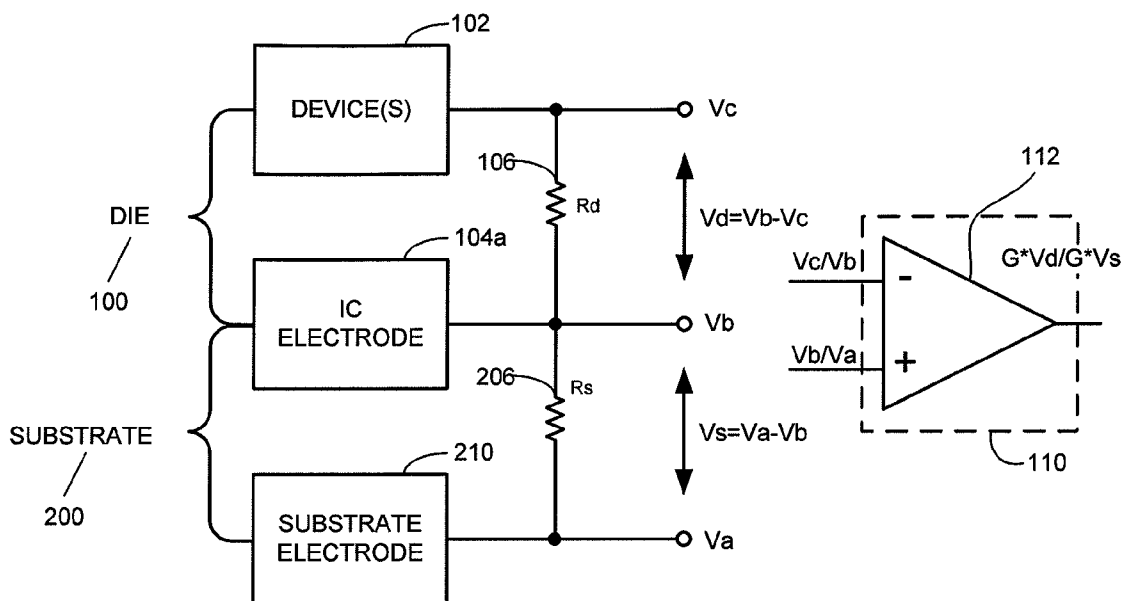 102
DEVICE(S)
Vc
106
Rd
112
DIE
Vd=Vb-Vc
Vc/Vb
G*Vd/G*Vs
104a
-
100
IC
ELECTRODE
Vb
Vb/Va
+
206
Rs
SUBSTRATE
Vs=Va-Vb
110
210
200
SUBSTRATE
ELECTRODE
Va